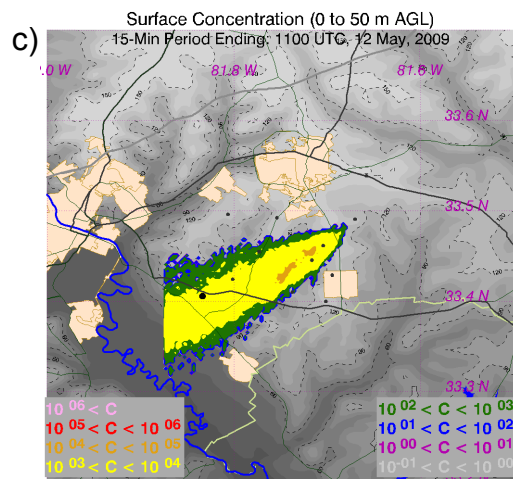 Surface Concentration (0 to 50 m AGL)
c)
15-Min Period Ending: 1100 UTC, 12 May, 2009
.0 W
81.8 W
81.6 W
33.6 N
33.5 N
33.4 N
33.3 N
10 06 < C
10 05 < C < 10 06
10 04 < C < 10 05
10 03 < C < 10 04
10 02 < C < 10 03
10 01 < C < 10 02
10 00 < C < 10 01
10 -01 < C < 10 00